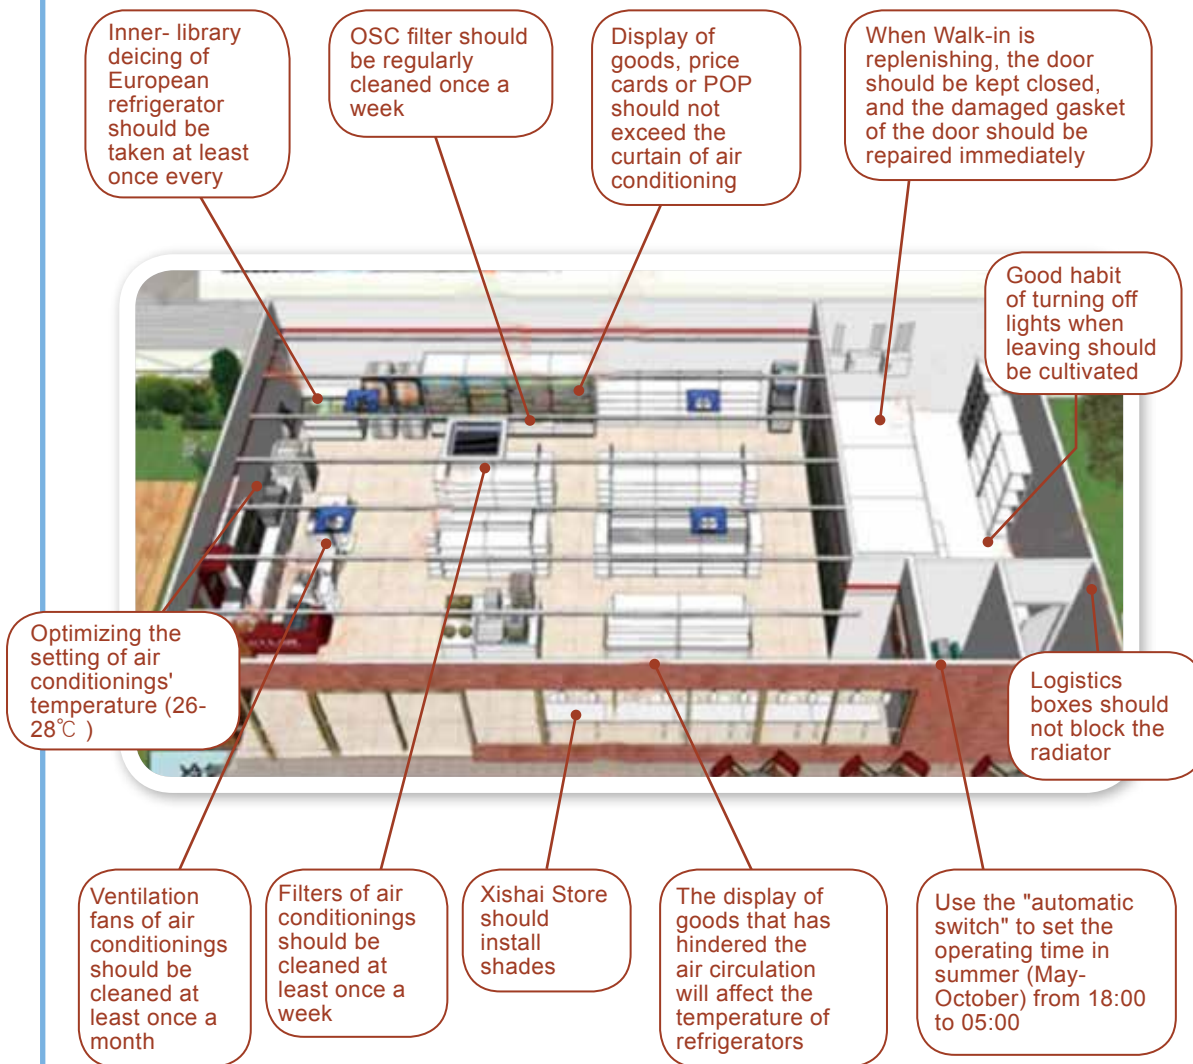 Inner- library
deicing of
European
refrigerator
should be
taken at least
once every
OSC filter should
be regularly
cleaned once a
week
Display of
goods, price
cards or POP
should not
exceed the
curtain of air
conditioning
When Walk-in is
replenishing, the door
should be kept closed,
and the damaged gasket
of the door should be
repaired immediately
Good habit
of turning off
lights when
leaving should
be cultivated
Optimizing the
setting of air
conditionings'
temperature (26-
28℃ )
Logistics
boxes should
not block the
radiator
Ventilation
fans of air
conditionings
should be
cleaned at
least once a
month
Filters of air
conditionings
should be
cleaned at
least once a
week
Xishai Store
should
install
shades
The display of
goods that has
hindered the
air circulation
will affect the
temperature of
refrigerators
Use the "automatic
switch" to set the
operating time in
summer (May-
October) from 18:00
to 05:00